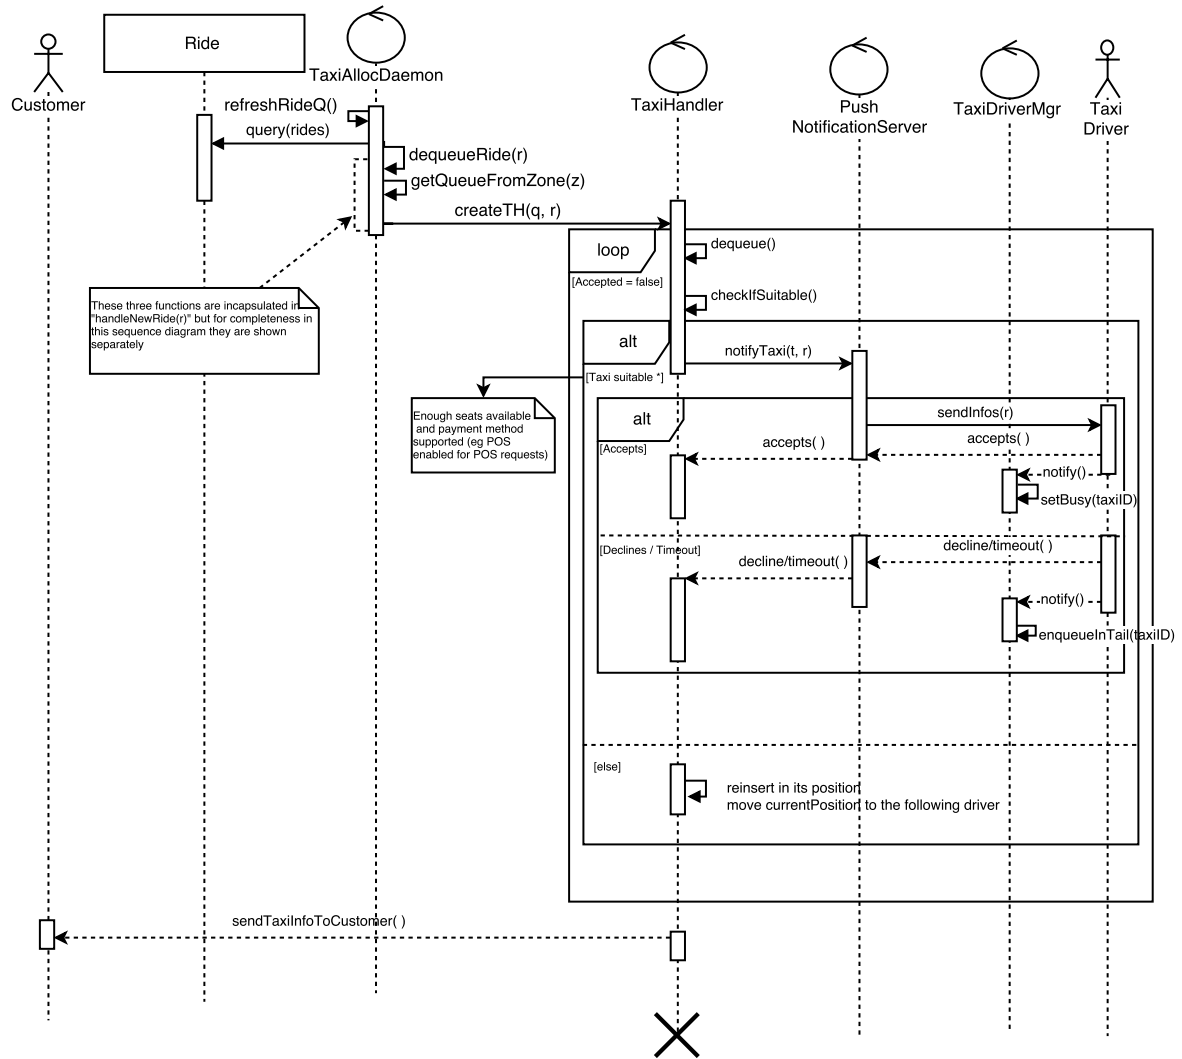 Ride
Customer
TaxiAllocDaemon
TaxiHandler
Push
NotificationServer
TaxiDriverMgr
Taxi
Driver
refreshRideQ()
query(rides)
dequeueRide(r)
getQueueFromZone(z)
createTH(q, r)
loop
[Accepted = false]
dequeue()
checkIfSuitable()
These three functions are incapsulated in
"handleNewRide(r)" but for completeness in
this sequence diagram they are shown
separately
alt
notifyTaxi(t, r)
[Taxi suitable *]
Enough seats available
and payment method
supported (eg POS
enabled for POS requests)
alt
[Accepts]
sendInfos(r)
accepts( )
accepts( )
notify()
setBusy(taxiID)
[Declines / Timeout]
decline/timeout( )
decline/timeout( )
notify()
enqueueInTail(taxiID)
[else]
reinsert in its position
move currentPosition to the following driver
sendTaxiInfoToCustomer( )